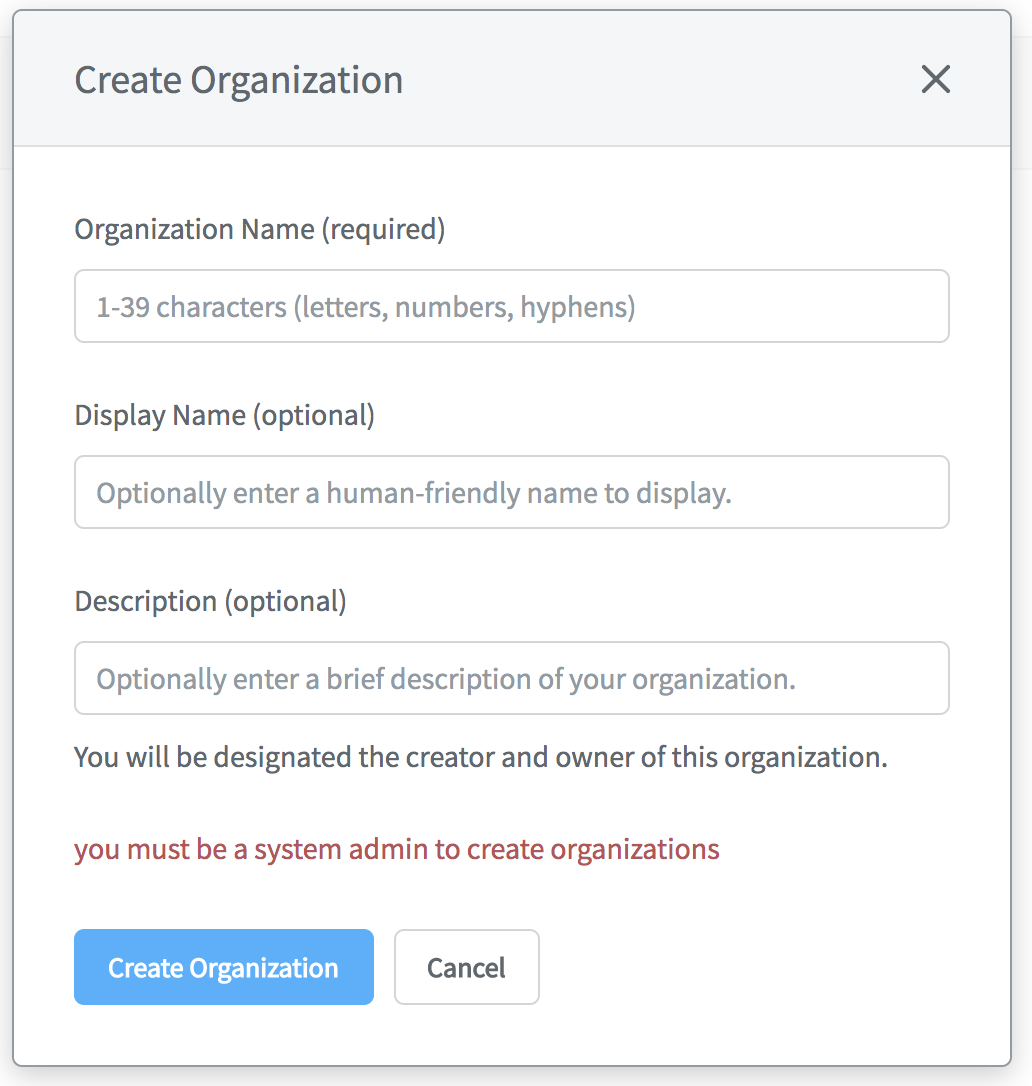 Create Organization
Organization Name (required)
1-39 characters (letters, numbers, hyphens)
Display Name (optional)
Optionally enter a human-friendly name to display.
Description (optional)
Optionally enter a brief description of your organization.
You will be designated the creator and owner of this organization.
you must be a system admin to create organizations
Create Organization
Cancel